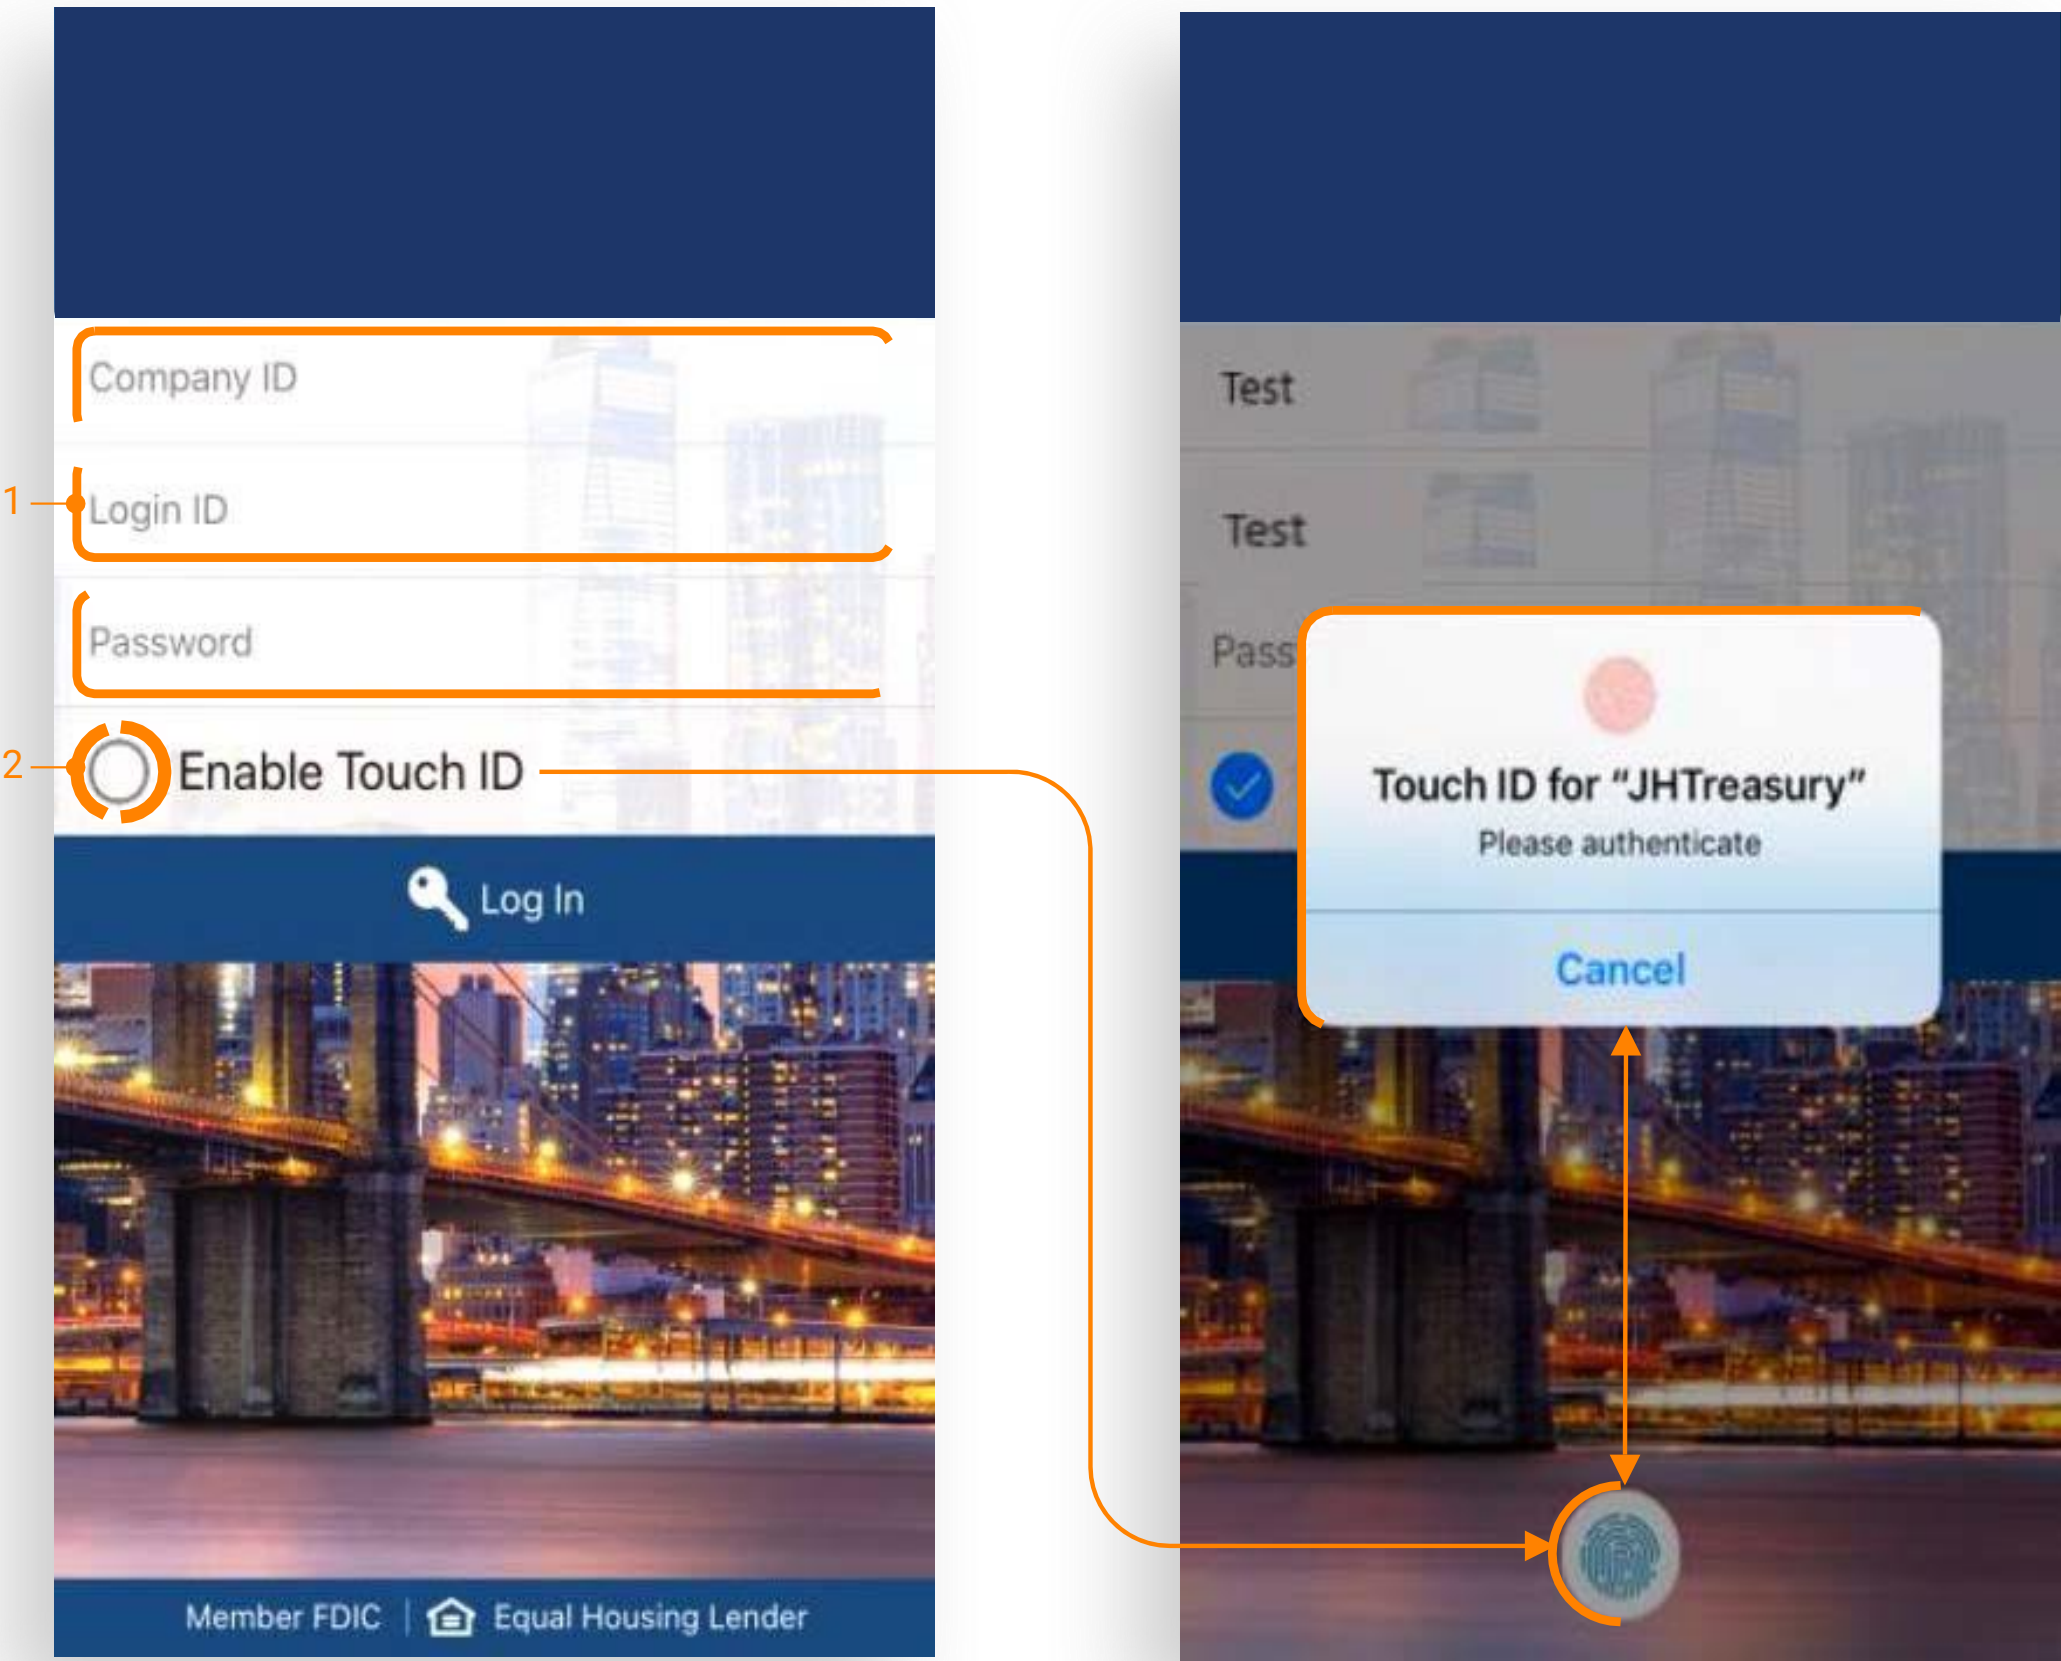 Company ID
1
Login ID
Password
2
Enable Touch ID
Log In
Member FDIC | Equal Housing Lender
Test
Test
Pass
Touch ID for “JHTreasury”
Please authenticate
Cancel